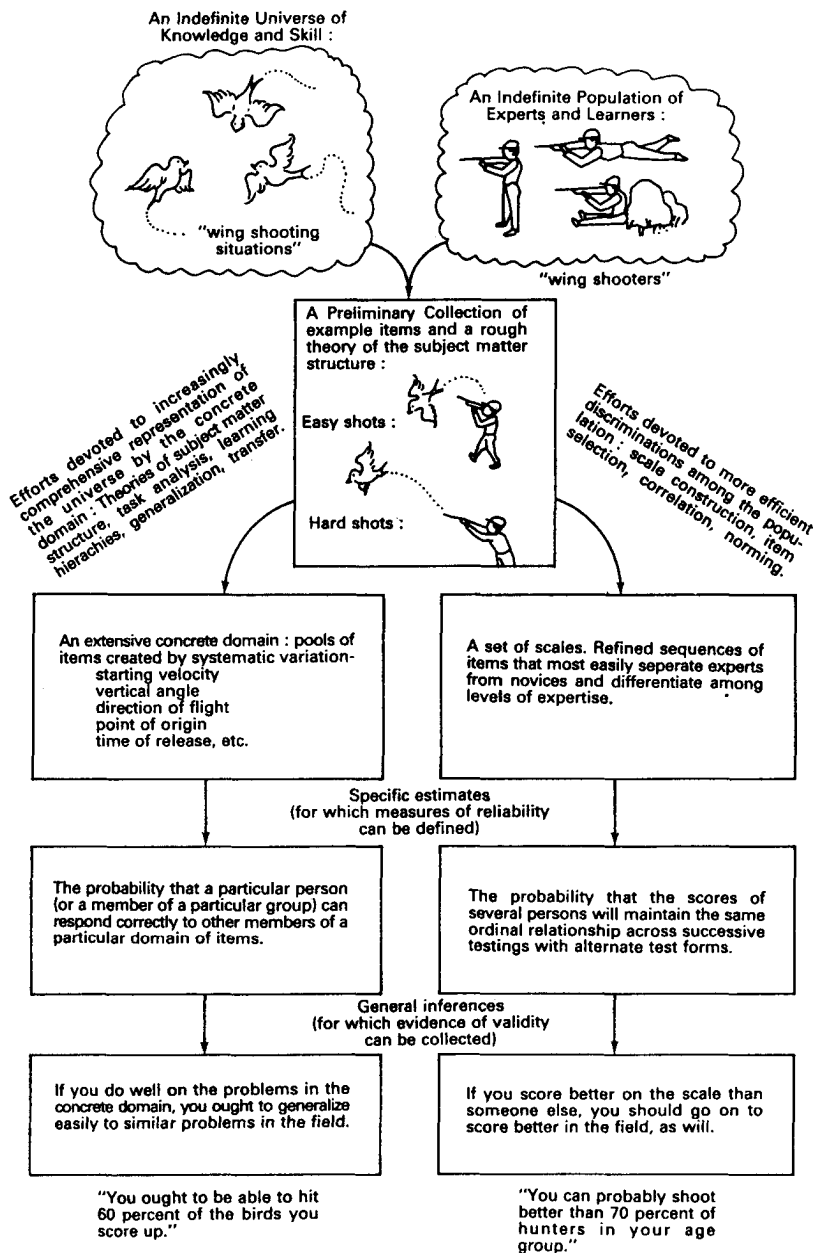 An Indefinite Universe of
Knowledge and Skill :
"wing shooting
situations"
An Indefinite Population of
Experts and Learners :
"wing shooters"
A Preliminary Collection of
example items and a rough
theory of the subject matter
structure :
Easy shots :
Hard shots :
Efforts devoted to increasingly
comprehensive representation of
the universe by the concrete
domain : Theories of subject matter
structure, task analysis, learning
hierachies, generalization, transfer.
Efforts devoted to more efficient
discriminations among the popu-
lation : scale construction, item
selection, correlation, norming.
An extensive concrete domain : pools of
items created by systematic variation-
starting velocity
vertical angle
direction of flight
point of origin
time of release, etc.
A set of scales. Refined sequences of
items that most easily seperate experts
from novices and differentiate among
levels of expertise.
Specific estimates
(for which measures of reliability
can be defined)
The probability that a particular person
(or a member of a particular group) can
respond correctly to other members of a
particular domain of items.
The probability that the scores of
several persons will maintain the same
ordinal relationship across successive
testings with alternate test forms.
General inferences
(for which evidence of validity
can be collected)
If you do well on the problems in the
concrete domain, you ought to generalize
easily to similar problems in the field.
If you score better on the scale than
someone else, you should go on to
score better in the field, as will.
"You ought to be able to hit
60 percent of the birds you
score up."
"You can probably shoot
better than 70 percent of
hunters in your age
group."